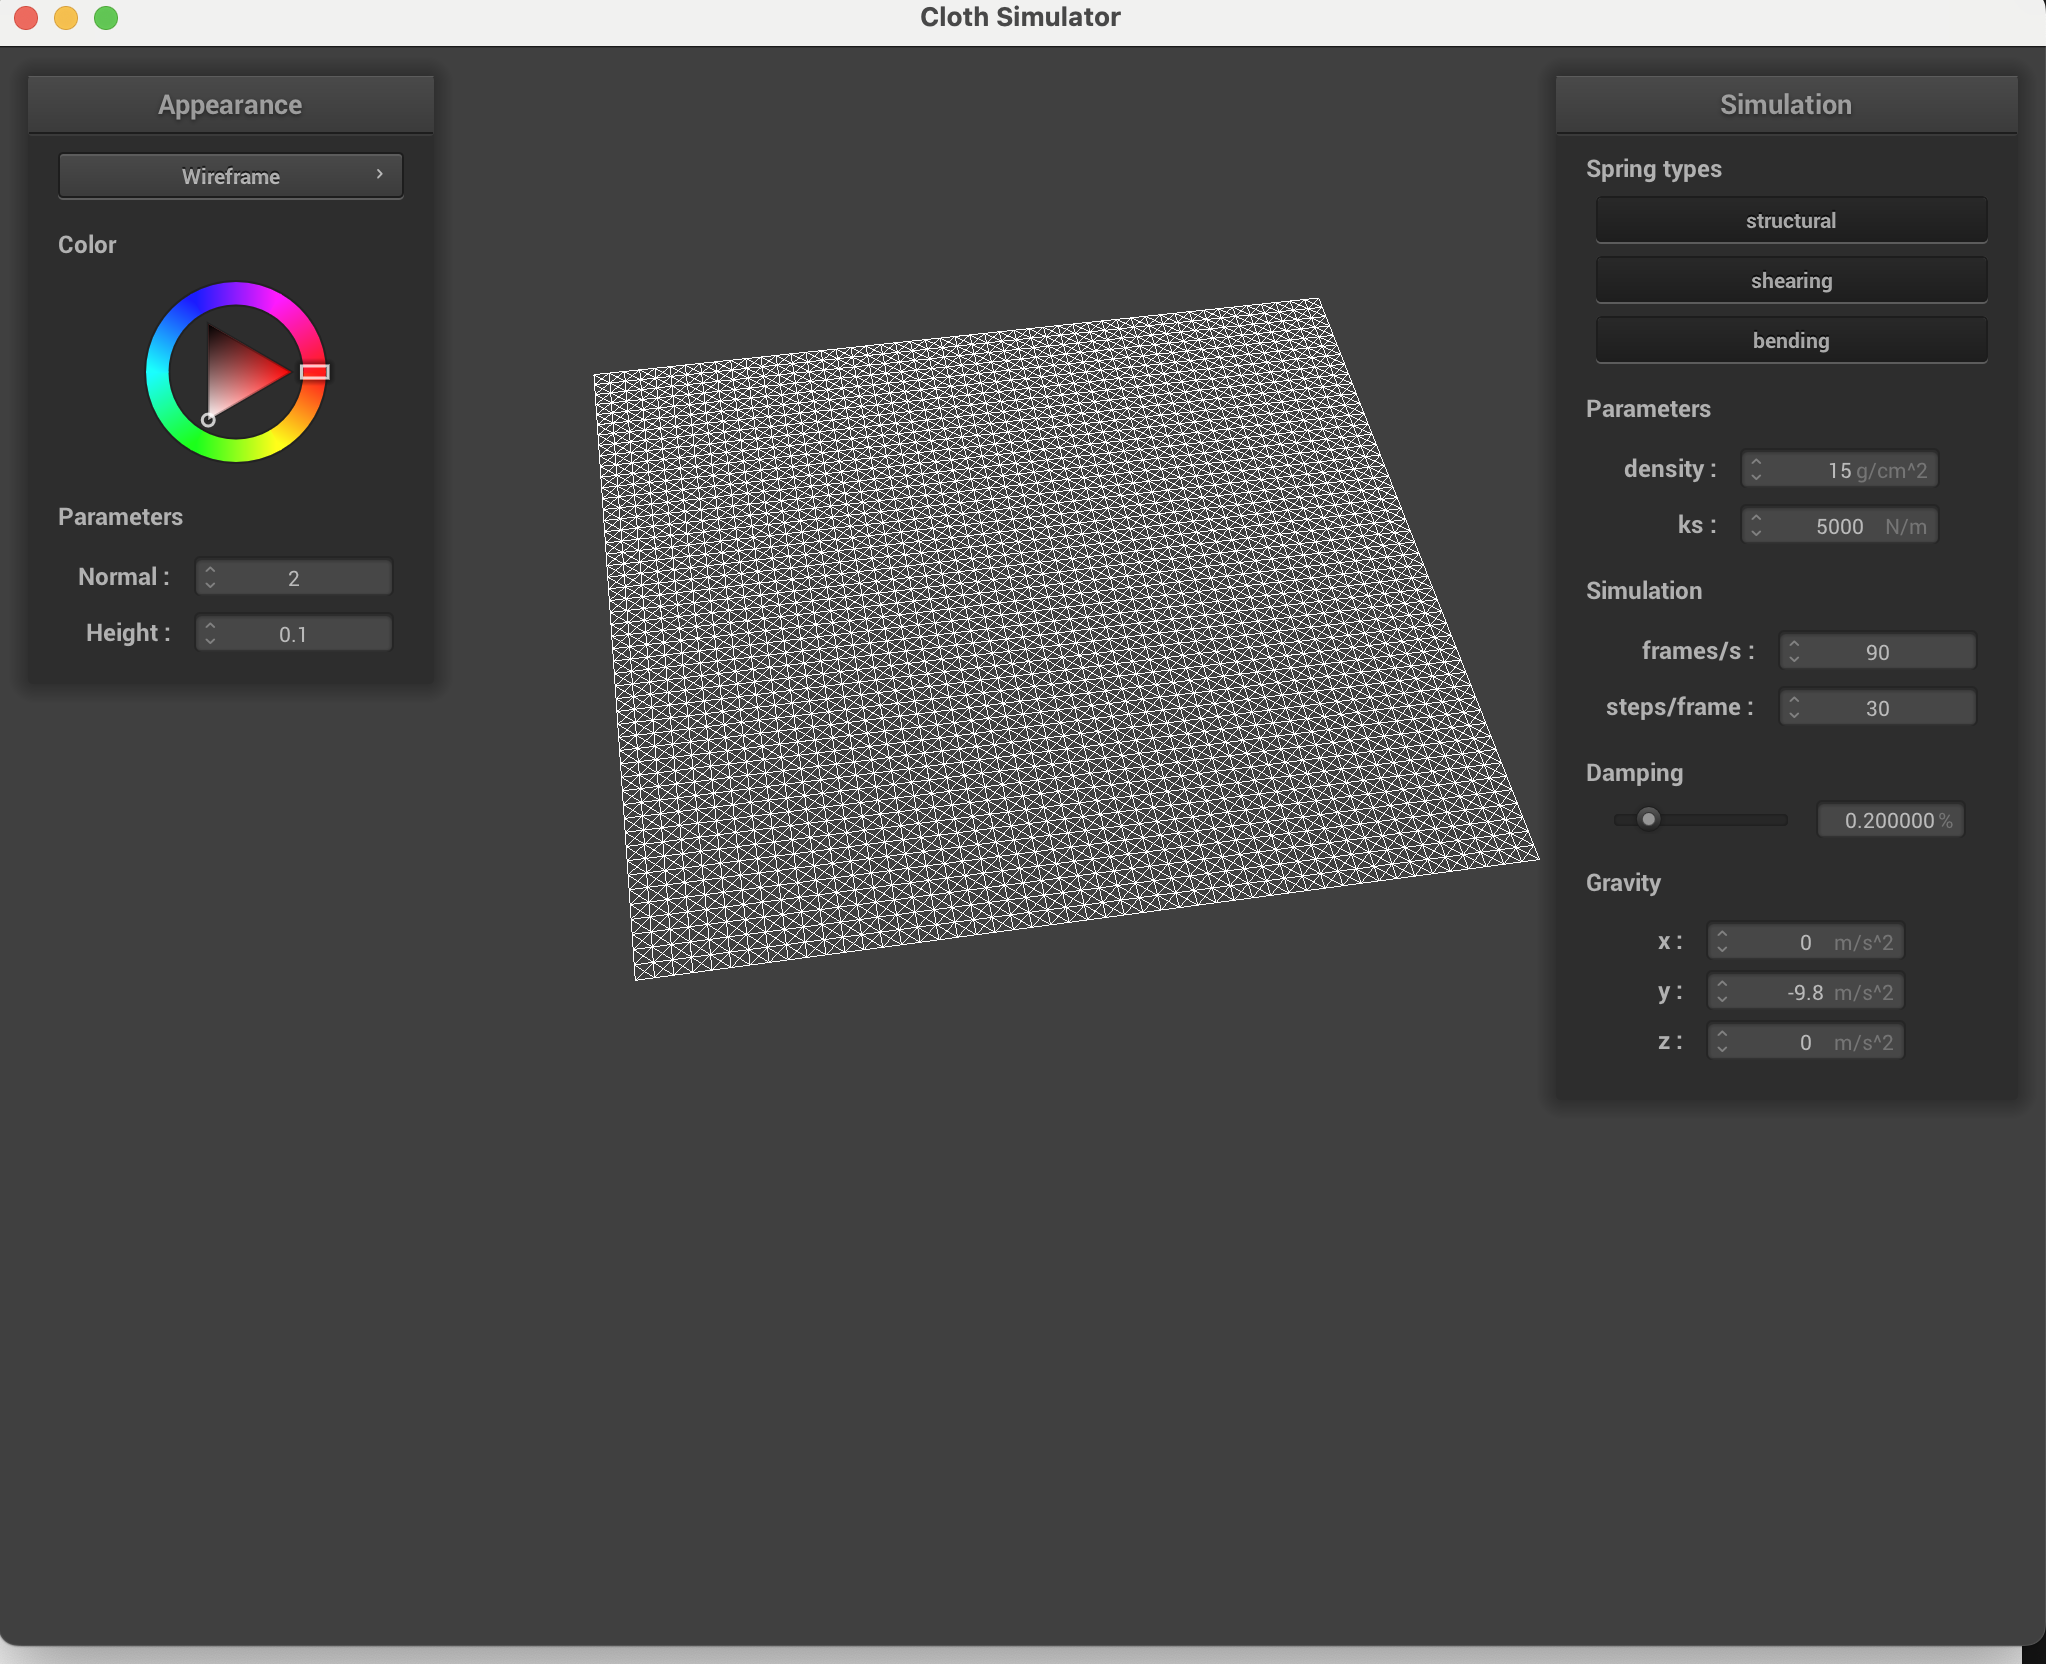 Cloth Simulator
Appearance
Wireframe
Color
Parameters
Normal : 2
Height : 0.1
Simulation
Spring types
structural
shearing
bending
Parameters
density : 15 g/cm^2
ks : 5000 N/m
Simulation
frames/s : 90
steps/frame : 30
Damping
0.200000 %
Gravity
x : 0 m/s^2
y : -9.8 m/s^2
z : 0 m/s^2